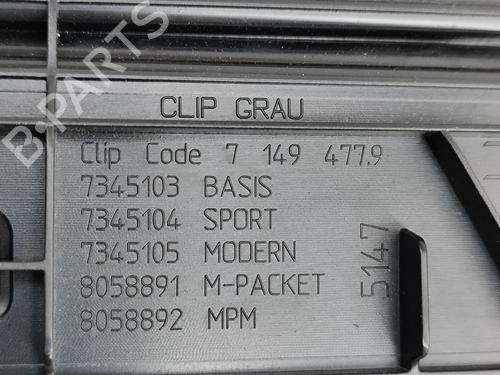 CLIP GRAU
Clip Code 7 149 477.9
7345103 BASIS
7345104 SPORT
7345105 MODERN
8058891 M-PACKET
8058892 MPM
5147
B-PARTS